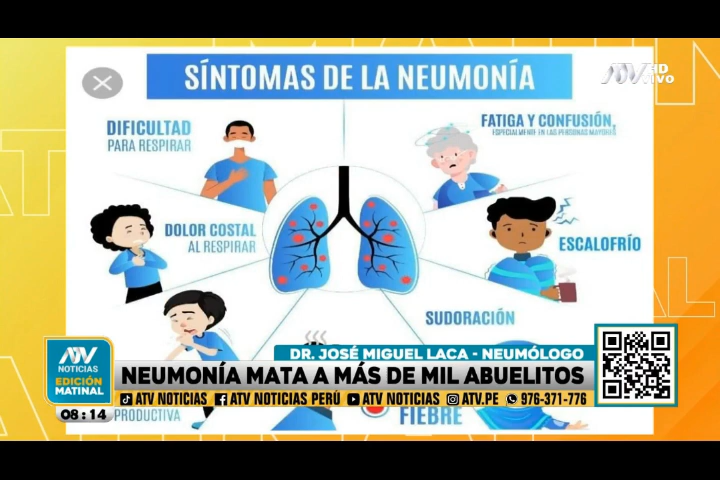 SÍNTOMAS DE LA NEUMONÍA
ATV HD
VIVO
DIFICULTAD
PARA RESPIRAR
FATIGA Y CONFUSIÓN,
ESPECIALMENTE EN LAS PERSONAS MAYORES
DOLOR COSTAL
AL RESPIRAR
ESCALOFRÍO
SUDORACIÓN
ATV
NOTICIAS
EDICIÓN
MATINAL
08:14
DR. JOSÉ MIGUEL LACA - NEUMÓLOGO
NEUMONÍA MATA A MÁS DE MIL ABUELITOS
ATV NOTICIAS ATV NOTICIAS PERÚ ATV NOTICIAS ATV.PE 976-371-776
PRODUCTIVA
FIEBRE